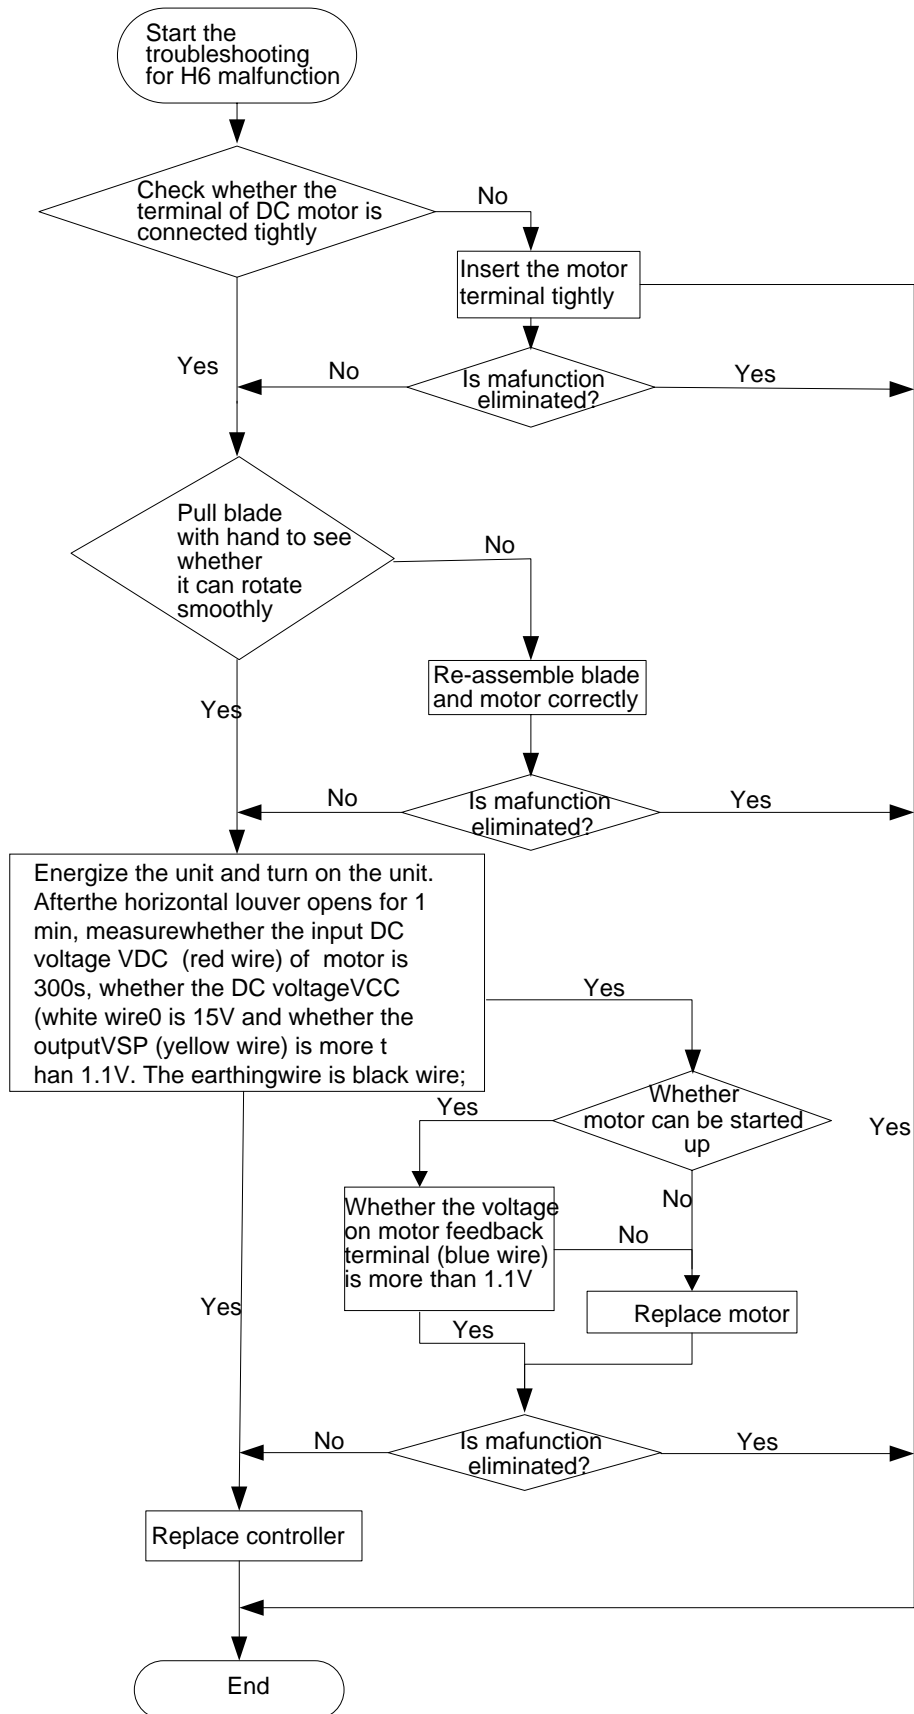 Start the
troubleshooting
for H6 malfunction
Check whether the
terminal of DC motor is
connected tightly
No
Insert the motor
terminal tightly
Yes
No
Is mafunction
eliminated?
Yes
Pull blade
with hand to see
whether
it can rotate
smoothly
No
Re-assemble blade
and motor correctly
Yes
No
Is mafunction
eliminated?
Yes
Energize the unit and turn on the unit.
Afterthe horizontal louver opens for 1
min, measurewhether the input DC
voltage VDC (red wire) of motor is
300s, whether the DC voltageVCC
(white wire0 is 15V and whether the
outputVSP (yellow wire) is more t
han 1.1V. The earthingwire is black wire;
Yes
Whether
motor can be started
up
Yes
Yes
No
Whether the voltage
on motor feedback
terminal (blue wire)
is more than 1.1V
No
Replace motor
Yes
Yes
No
Is mafunction
eliminated?
Yes
Replace controller
End